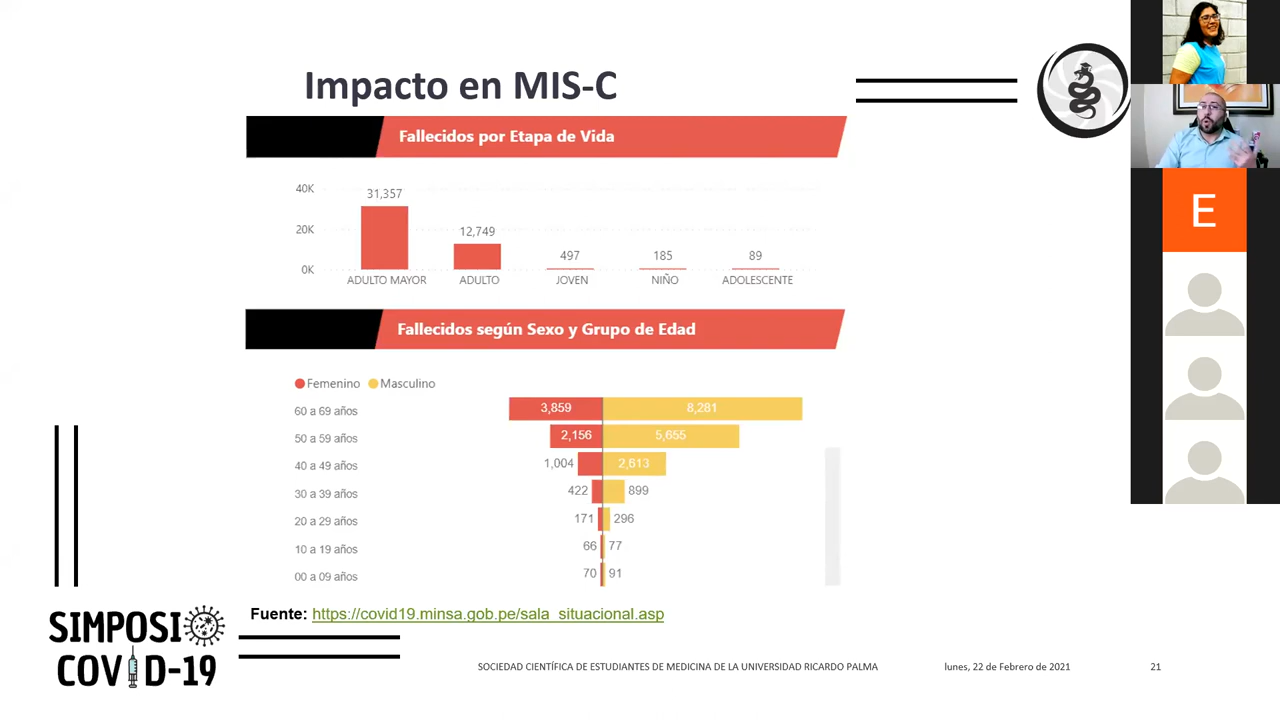 Impacto en MIS-C
Fallecidos por Etapa de Vida
40K
20K
0K
31,357
12,749
497
185
89
ADULTO MAYOR
ADULTO
JOVEN
NIÑO
ADOLESCENTE
Fallecidos según Sexo y Grupo de Edad
Femenino Masculino
60 a 69 años 3,859 8,281
50 a 59 años 2,156 5,655
40 a 49 años 1,004 2,613
30 a 39 años 422 899
20 a 29 años 171 296
10 a 19 años 66 77
00 a 09 años 70 91
Fuente: https://covid19.minsa.gob.pe/sala_situacional.asp
SIMPOSI
COVID-19
SOCIEDAD CIENTÍFICA DE ESTUDIANTES DE MEDICINA DE LA UNIVERSIDAD RICARDO PALMA lunes, 22 de Febrero de 2021 21
E